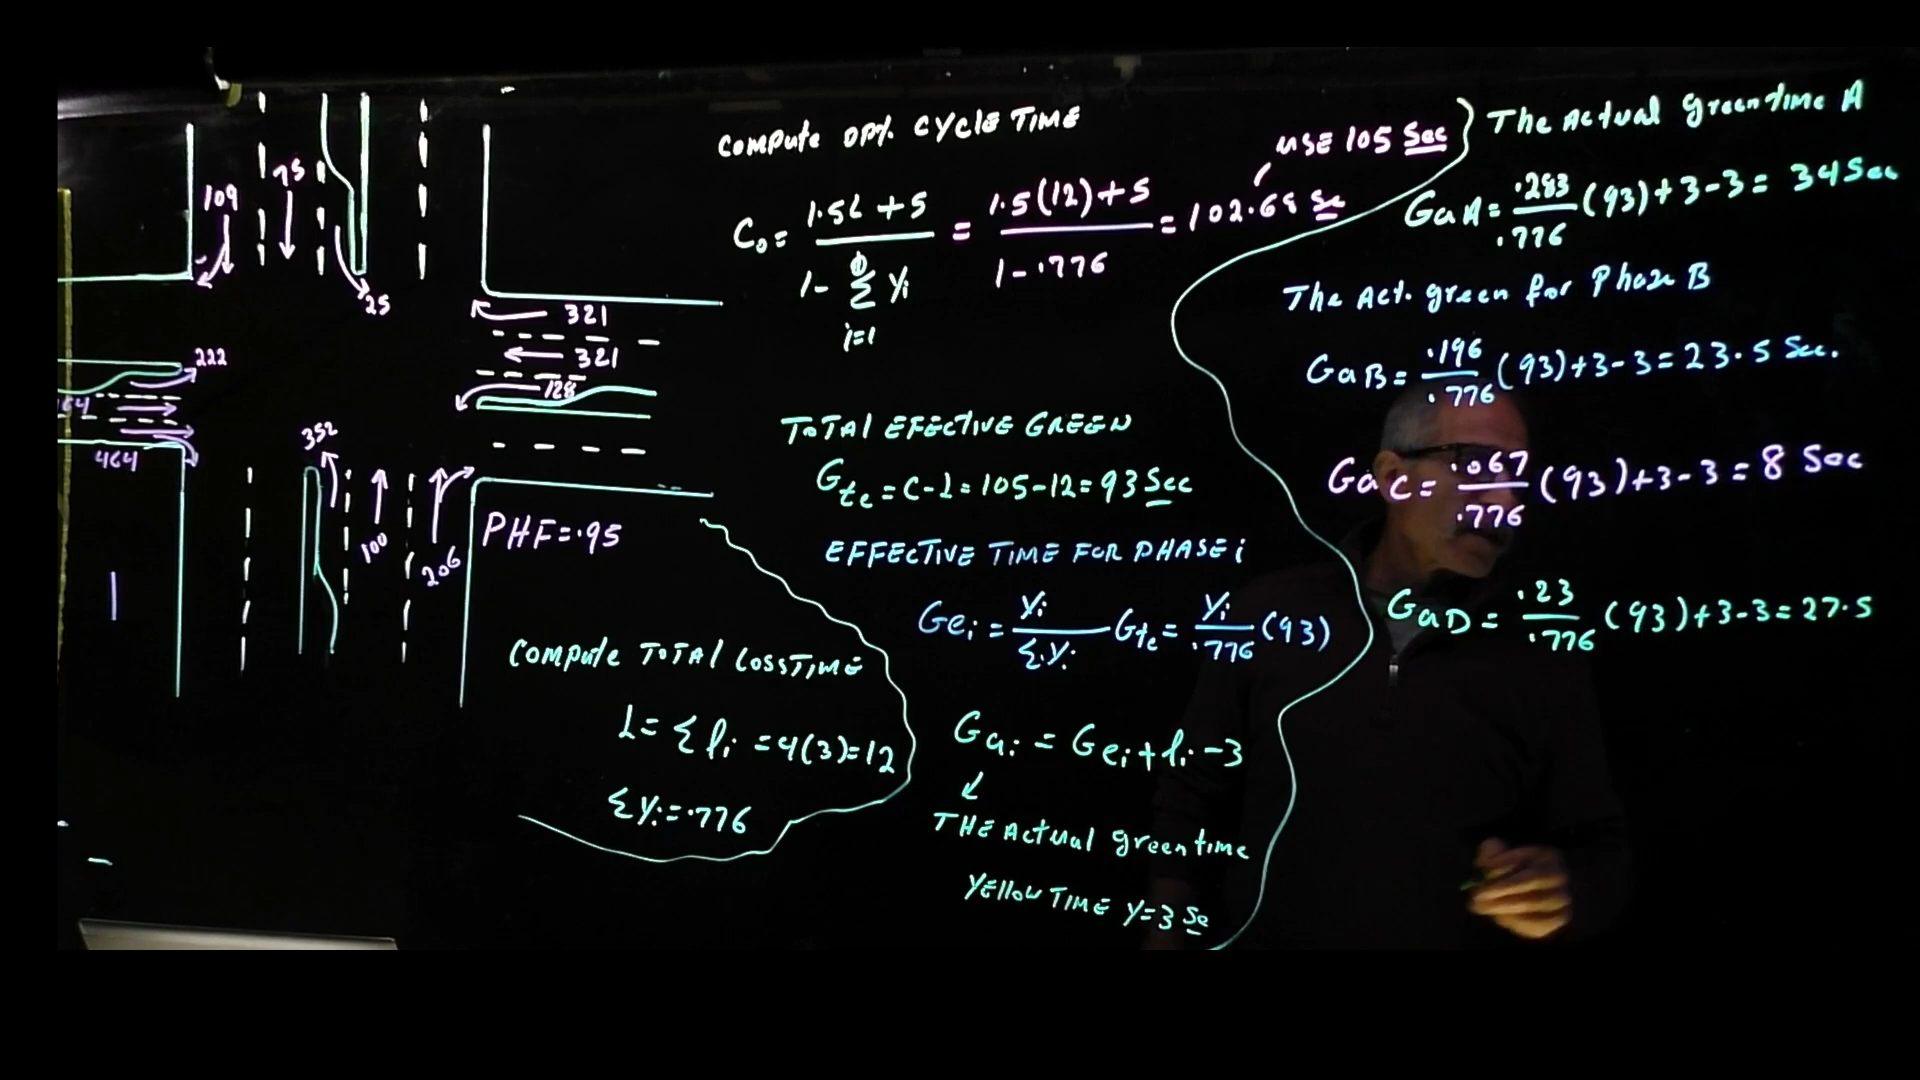 109
75
25
321
321
128
222
464
352
100
206
PHF=.95
Compute Total Loss Time
L = Σ li = 4(3)=12
Σ Yi = .776
Compute opt. Cycle Time
Co = 1.5L + 5 / 1 - Σ Yi = 1.5(12)+5 / 1 - .776 = 102.68 Sec
Φ
i=1
use 105 Sec
Total Efective Green
Gte = C-L = 105-12 = 93 Sec
Effective Time for Phase i
Gei = Yi / ΣYi Gte = Yi / .776 (93)
Gai = Gei + li - 3
↙
The Actual green time
Yellow Time Y=3 Se
The Actual green time A
GaA = .283 / .776 (93)+3-3 = 34 Sec
The Act. green for Phase B
GaB = .196 / .776 (93)+3-3 = 23.5 Sec.
GaC = .067 / .776 (93)+3-3 = 8 Sec
GaD = .23 / .776 (93)+3-3 = 27.5